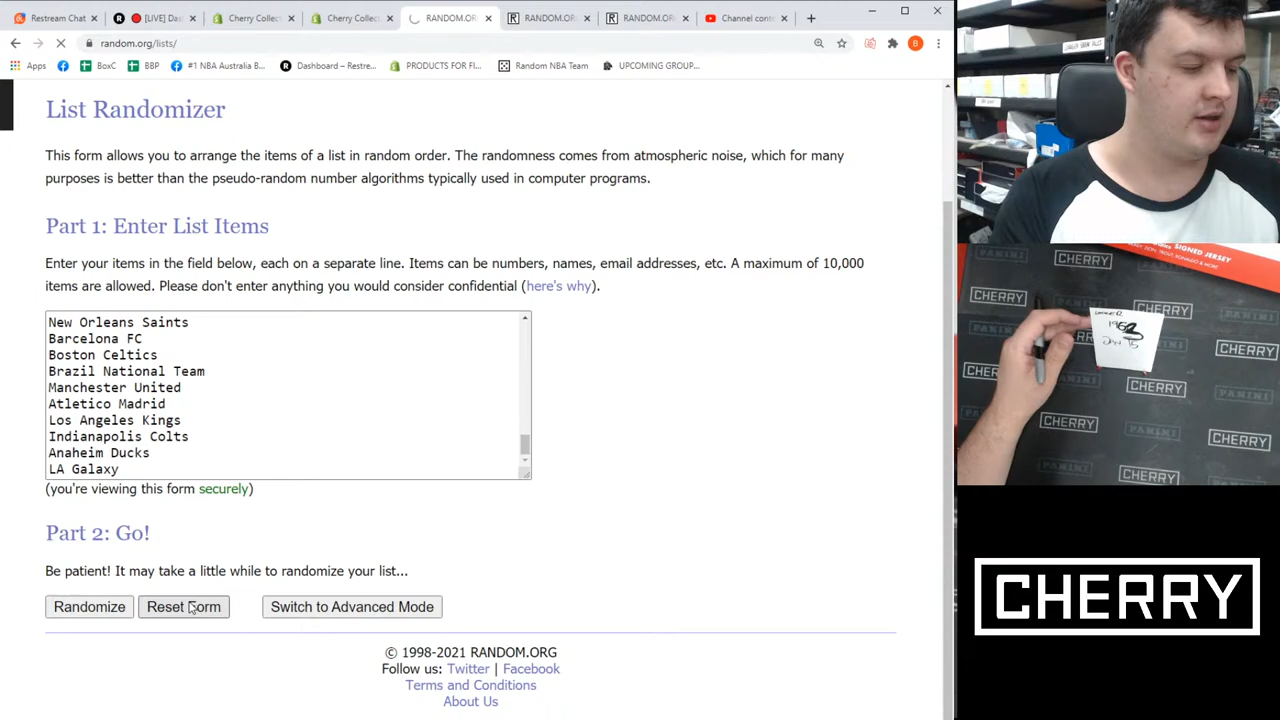 Restream Chat
[LIVE] Das
Cherry Collect
Cherry Collect
RANDOM.OR
RANDOM.OR
RANDOM.OR
Channel cont
random.org/lists/
Apps
BoxC
BBP
#1 NBA Australia B...
Dashboard – Restre...
PRODUCTS FOR FI...
Random NBA Team
UPCOMING GROUP...
List Randomizer
This form allows you to arrange the items of a list in random order. The randomness comes from atmospheric noise, which for many
purposes is better than the pseudo-random number algorithms typically used in computer programs.
Part 1: Enter List Items
Enter your items in the field below, each on a separate line. Items can be numbers, names, email addresses, etc. A maximum of 10,000
items are allowed. Please don't enter anything you would consider confidential (here's why).
New Orleans Saints
Barcelona FC
Boston Celtics
Brazil National Team
Manchester United
Atletico Madrid
Los Angeles Kings
Indianapolis Colts
Anaheim Ducks
LA Galaxy
(you're viewing this form securely)
Part 2: Go!
Be patient! It may take a little while to randomize your list...
Randomize
Reset Form
Switch to Advanced Mode
© 1998-2021 RANDOM.ORG
Follow us: Twitter | Facebook
Terms and Conditions
About Us
SIGNED JERSEY
PANINI
CHERRY
CHERRY
CHERRY
JAN 15
CHERRY
CHERRY
CHERRY
PANINI
CHERRY
CHERRY
CHERRY